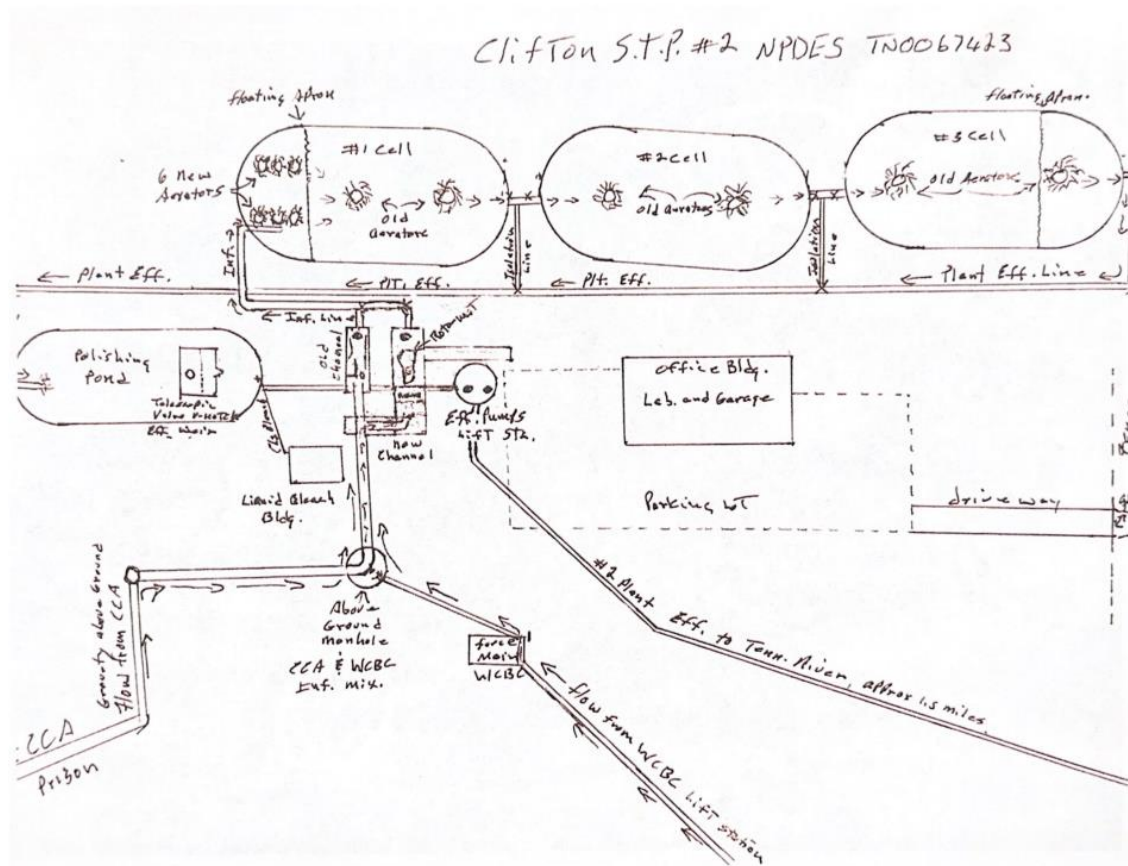 Clifton S.T.P. #2 NPDES TN0067423
floating Apron
floating Apron.
#1 Cell
#2 Cell
#3 Cell
6 New
Aerators
old
aerators
old Aerators
old Aerators
Isolation
Line
Isolation
Line
Inf.
← Plant Eff.
← PLT. Eff.
← Plt. Eff.
← Plant Eff. Line
← Inf. Line
Old
Channel
Polishing
Pond
Telescopic
Valve
Eff. Weir
Eff. Pumps
Lift Sta.
New
Channel
Office Bldg.
Lab. and Garage
Liquid Bleach
Bldg.
Parking LoT
drive way
Gravity above Ground
flow from CCA
Above
Ground
manhole
CCA & WCBC
Inf. mix.
force
Main
WCBC
#2 Plant Eff. to Tenn. River, approx 1.5 miles
flow from WCBC lift station
CCA
Prison